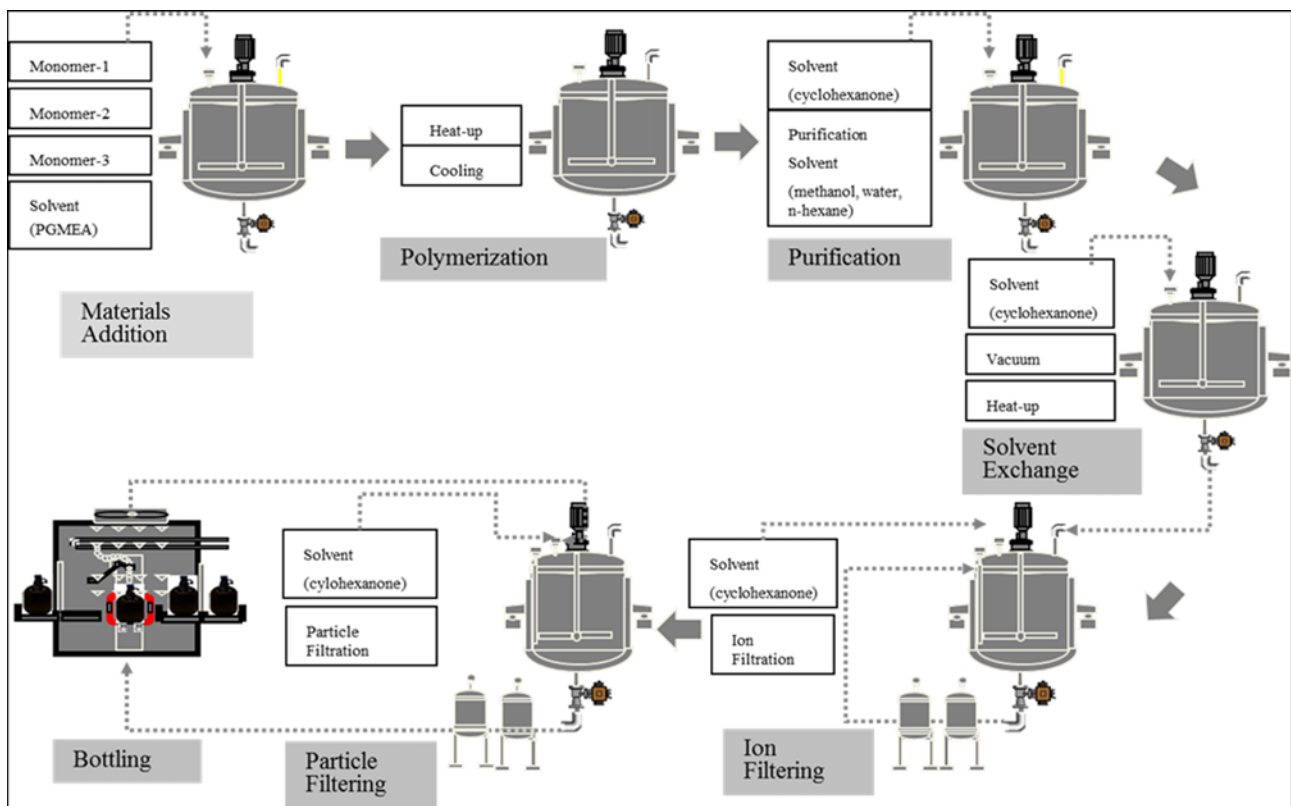 Monomer-1
Monomer-2
Monomer-3
Solvent
(PGMEA)
Materials
Addition
Heat-up
Cooling
Polymerization
Solvent
(cyclohexanone)
Purification
Solvent
(methanol, water,
n-hexane)
Purification
Solvent
(cyclohexanone)
Vacuum
Heat-up
Solvent
Exchange
Solvent
(cyclohexanone)
Ion
Filtration
Ion
Filtering
Solvent
(cylohexanone)
Particle
Filtration
Particle
Filtering
Bottling